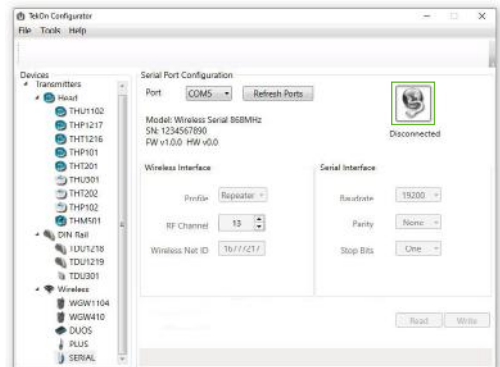 TekOn Configurator
File Tools Help
Devices
Transmitters
Head
THU1102
THP1217
THT1216
THP101
THT201
THU301
THT202
THP102
THM501
DIN Rail
TDU1218
TDU1219
TDU301
Wireless
WGW1104
WGW410
DUOS
PLUS
SERIAL
Serial Port Configuration
Port COM5 Refresh Ports
Model: Wireless Serial 868MHz
SN: 1234567890
FW v1.0.0 HW v0.0
Disconnected
Wireless Interface
Profile Repeater
RF Channel 13
Wireless Net ID 16777217
Serial Interface
Baudrate 19200
Parity None
Stop Bits One
Read Write